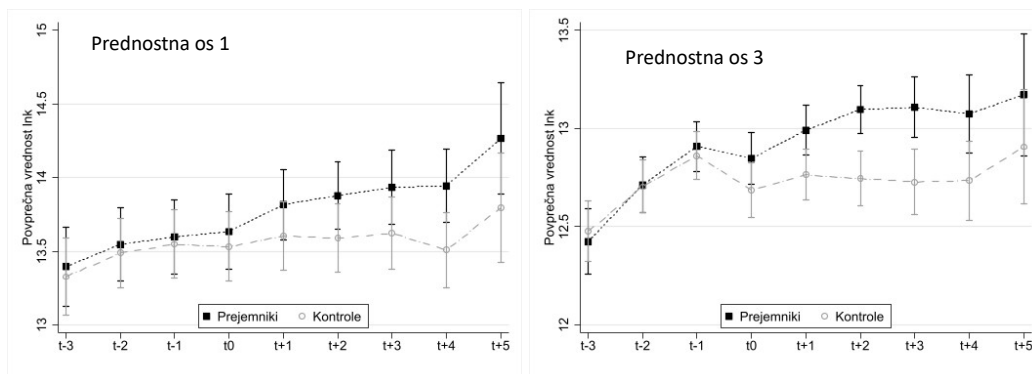 Prednostna os 1
Povprečna vrednost lnk
15
14.5
14
13.5
13
t-3 t-2 t-1 t0 t+1 t+2 t+3 t+4 t+5
Prejemniki Kontrole
Prednostna os 3
Povprečna vrednost lnk
13.5
13
12.5
12
t-3 t-2 t-1 t0 t+1 t+2 t+3 t+4 t+5
Prejemniki Kontrole